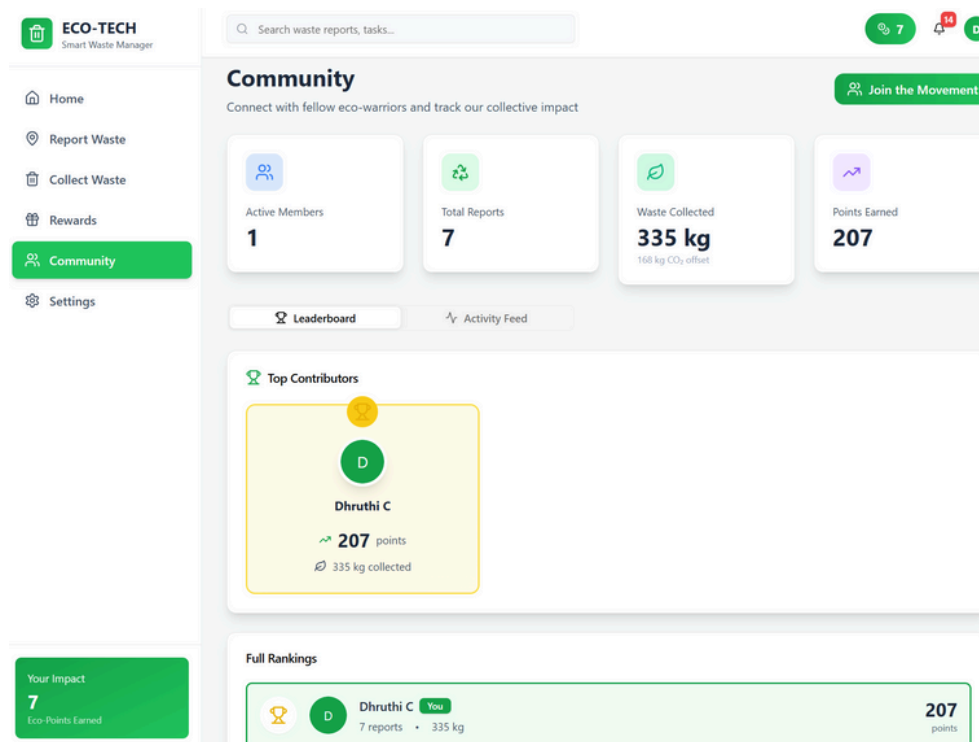 ECO-TECH
Smart Waste Manager
Search waste reports, tasks...
7
14
D
Home
Report Waste
Collect Waste
Rewards
Community
Settings
Your Impact
7
Eco-Points Earned
Community
Connect with fellow eco-warriors and track our collective impact
Join the Movement
Active Members
1
Total Reports
7
Waste Collected
335 kg
168 kg CO₂ offset
Points Earned
207
Leaderboard
Activity Feed
Top Contributors
D
Dhruthi C
207 points
335 kg collected
Full Rankings
D
Dhruthi C You
7 reports • 335 kg
207
points